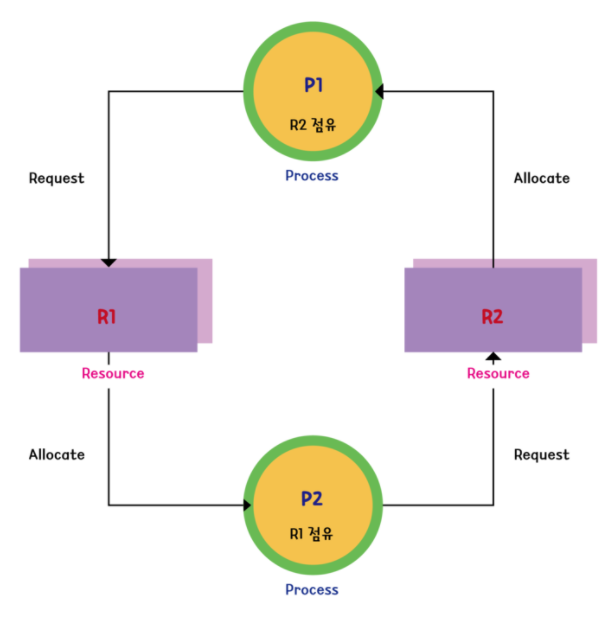 P1
R2 점유
Process
Request
Allocate
R1
R2
Resource
Resource
Allocate
Request
P2
R1 점유
Process